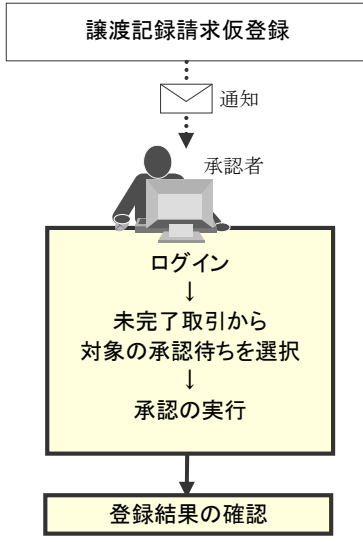 譲渡記録請求仮登録
通知
承認者
ログイン
↓
未完了取引から
対象の承認待ちを選択
↓
承認の実行
登録結果の確認